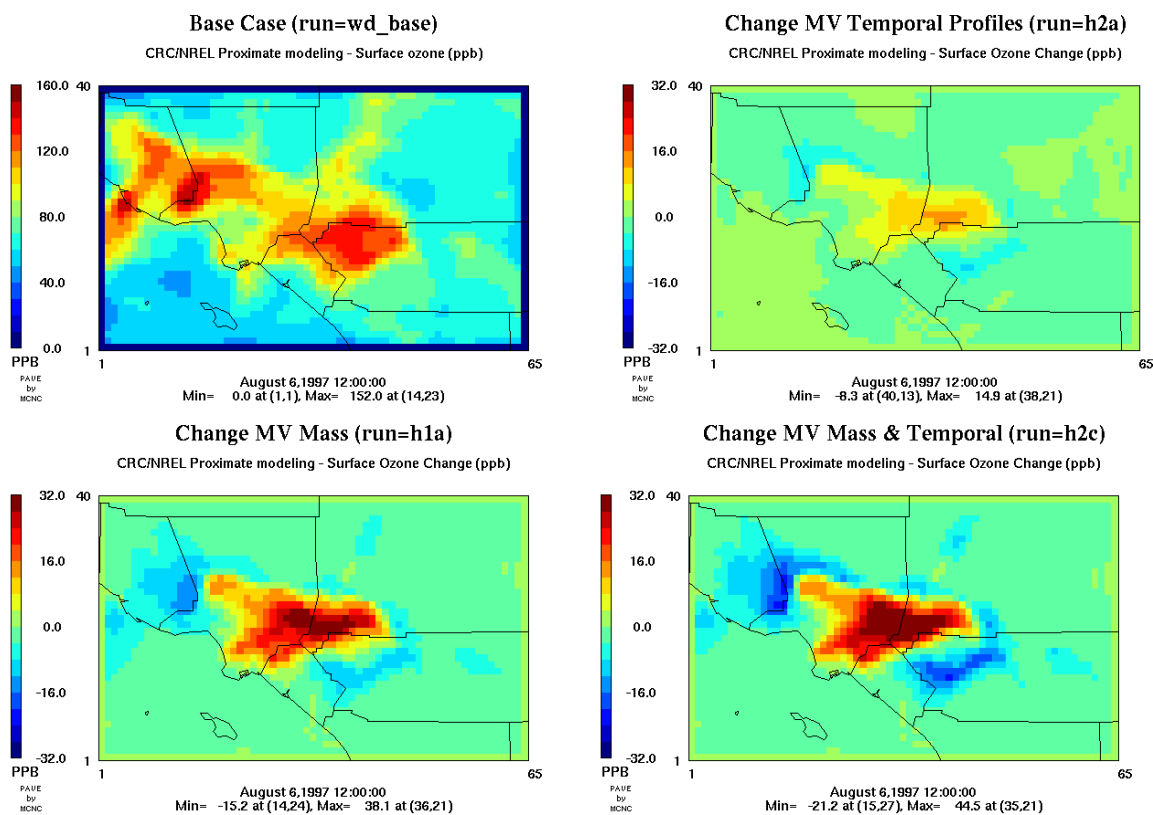 Base Case (run=wd_base)
CRC/NREL Proximate modeling - Surface ozone (ppb)
160.0
120.0
80.0
40.0
0.0
PPB
PAVE
by
MCNC
40
1
1
65
August 6,1997 12:00:00
Min= 0.0 at (1,1), Max= 152.0 at (14,23)
Change MV Temporal Profiles (run=h2a)
CRC/NREL Proximate modeling - Surface Ozone Change (ppb)
32.0
16.0
0.0
-16.0
-32.0
PPB
PAVE
by
MCNC
40
1
1
65
August 6,1997 12:00:00
Min= -8.3 at (40,13), Max= 14.9 at (38,21)
Change MV Mass (run=h1a)
CRC/NREL Proximate modeling - Surface Ozone Change (ppb)
32.0
16.0
0.0
-16.0
-32.0
PPB
PAVE
by
MCNC
40
1
1
65
August 6,1997 12:00:00
Min= -15.2 at (14,24), Max= 38.1 at (36,21)
Change MV Mass & Temporal (run=h2c)
CRC/NREL Proximate modeling - Surface Ozone Change (ppb)
32.0
16.0
0.0
-16.0
-32.0
PPB
PAVE
by
MCNC
40
1
1
65
August 6,1997 12:00:00
Min= -21.2 at (15,27), Max= 44.5 at (35,21)